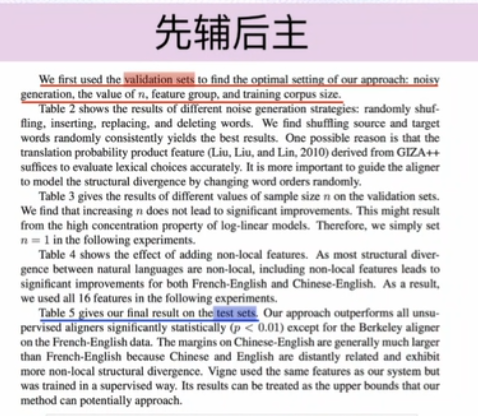 先辅后主
We first used the validation sets to find the optimal setting of our approach: noisy
generation, the value of n, feature group, and training corpus size.
Table 2 shows the results of different noise generation strategies: randomly shuf-
fling, inserting, replacing, and deleting words. We find shuffling source and target
words randomly consistently yields the best results. One possible reason is that the
translation probability product feature (Liu, Liu, and Lin, 2010) derived from GIZA++
suffices to evaluate lexical choices accurately. It is more important to guide the aligner
to model the structural divergence by changing word orders randomly.
Table 3 gives the results of different values of sample size n on the validation sets.
We find that increasing n does not lead to significant improvements. This might result
from the high concentration property of log-linear models. Therefore, we simply set
n = 1 in the following experiments.
Table 4 shows the effect of adding non-local features. As most structural diver-
gence between natural languages are non-local, including non-local features leads to
significant improvements for both French-English and Chinese-English. As a result,
we used all 16 features in the following experiments.
Table 5 gives our final result on the test sets. Our approach outperforms all unsu-
pervised aligners significantly statistically (p < 0.01) except for the Berkeley aligner
on the French-English data. The margins on Chinese-English are generally much larger
than French-English because Chinese and English are distantly related and exhibit
more non-local structural divergence. Vigne used the same features as our system but
was trained in a supervised way. Its results can be treated as the upper bounds that our
method can potentially approach.